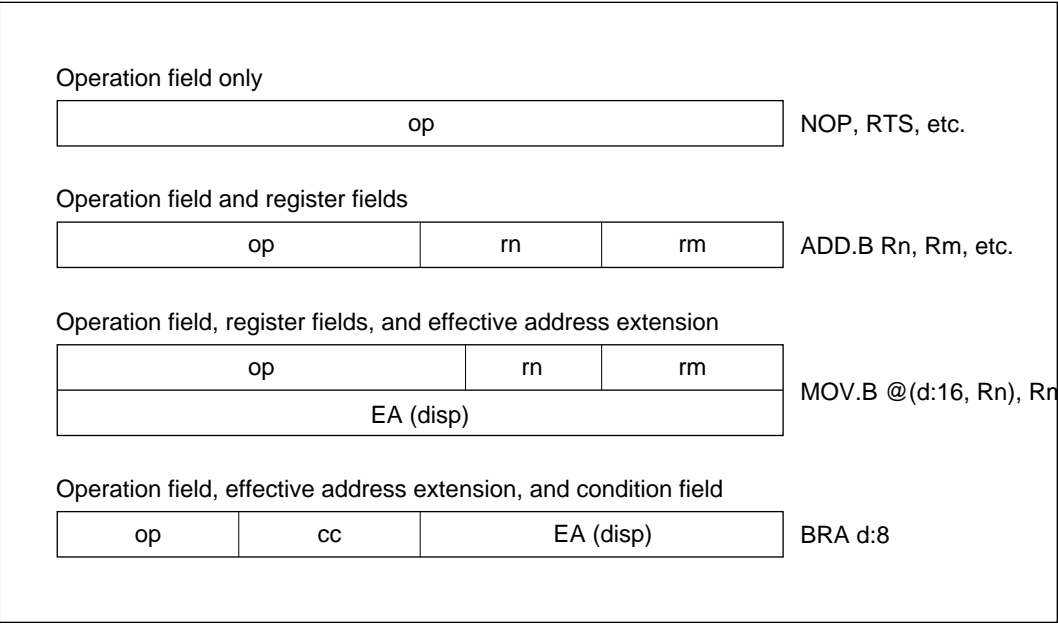 Operation field only
op
NOP, RTS, etc.
Operation field and register fields
op rn rm
ADD.B Rn, Rm, etc.
Operation field, register fields, and effective address extension
op rn rm
MOV.B @(d:16, Rn), Rn
EA (disp)
Operation field, effective address extension, and condition field
op cc EA (disp)
BRA d:8